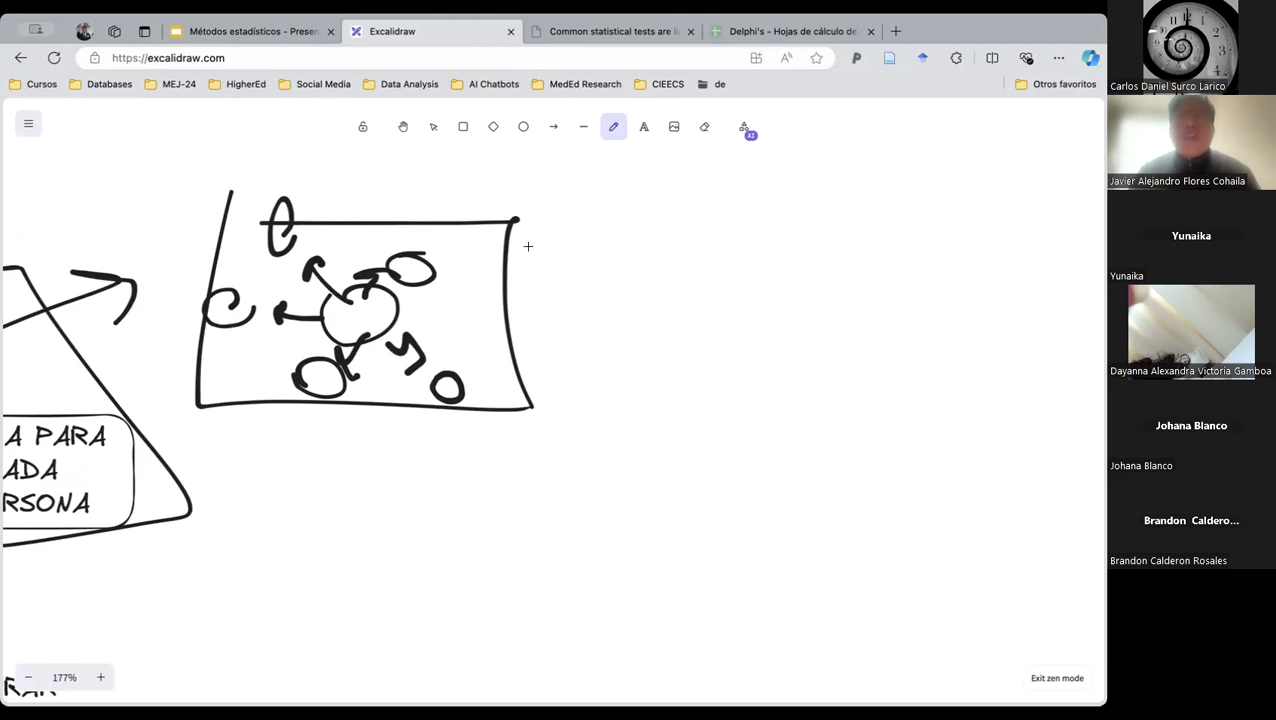 Métodos estadísticos - Presen
Excalidraw
Common statistical tests are li
Delphi's - Hojas de cálculo de
https://excalidraw.com
Cursos
Databases
MEJ-24
HigherEd
Social Media
Data Analysis
AI Chatbots
MedEd Research
CIEECS
de
Otros favoritos
A
AI
A PARA
ADA
RSONA
177%
Exit zen mode
Carlos Daniel Surco Larico
Javier Alejandro Flores Cohaila
Yunaika
Yunaika
Dayanna Alexandra Victoria Gamboa
Johana Blanco
Johana Blanco
Brandon Caldero...
Brandon Calderon Rosales